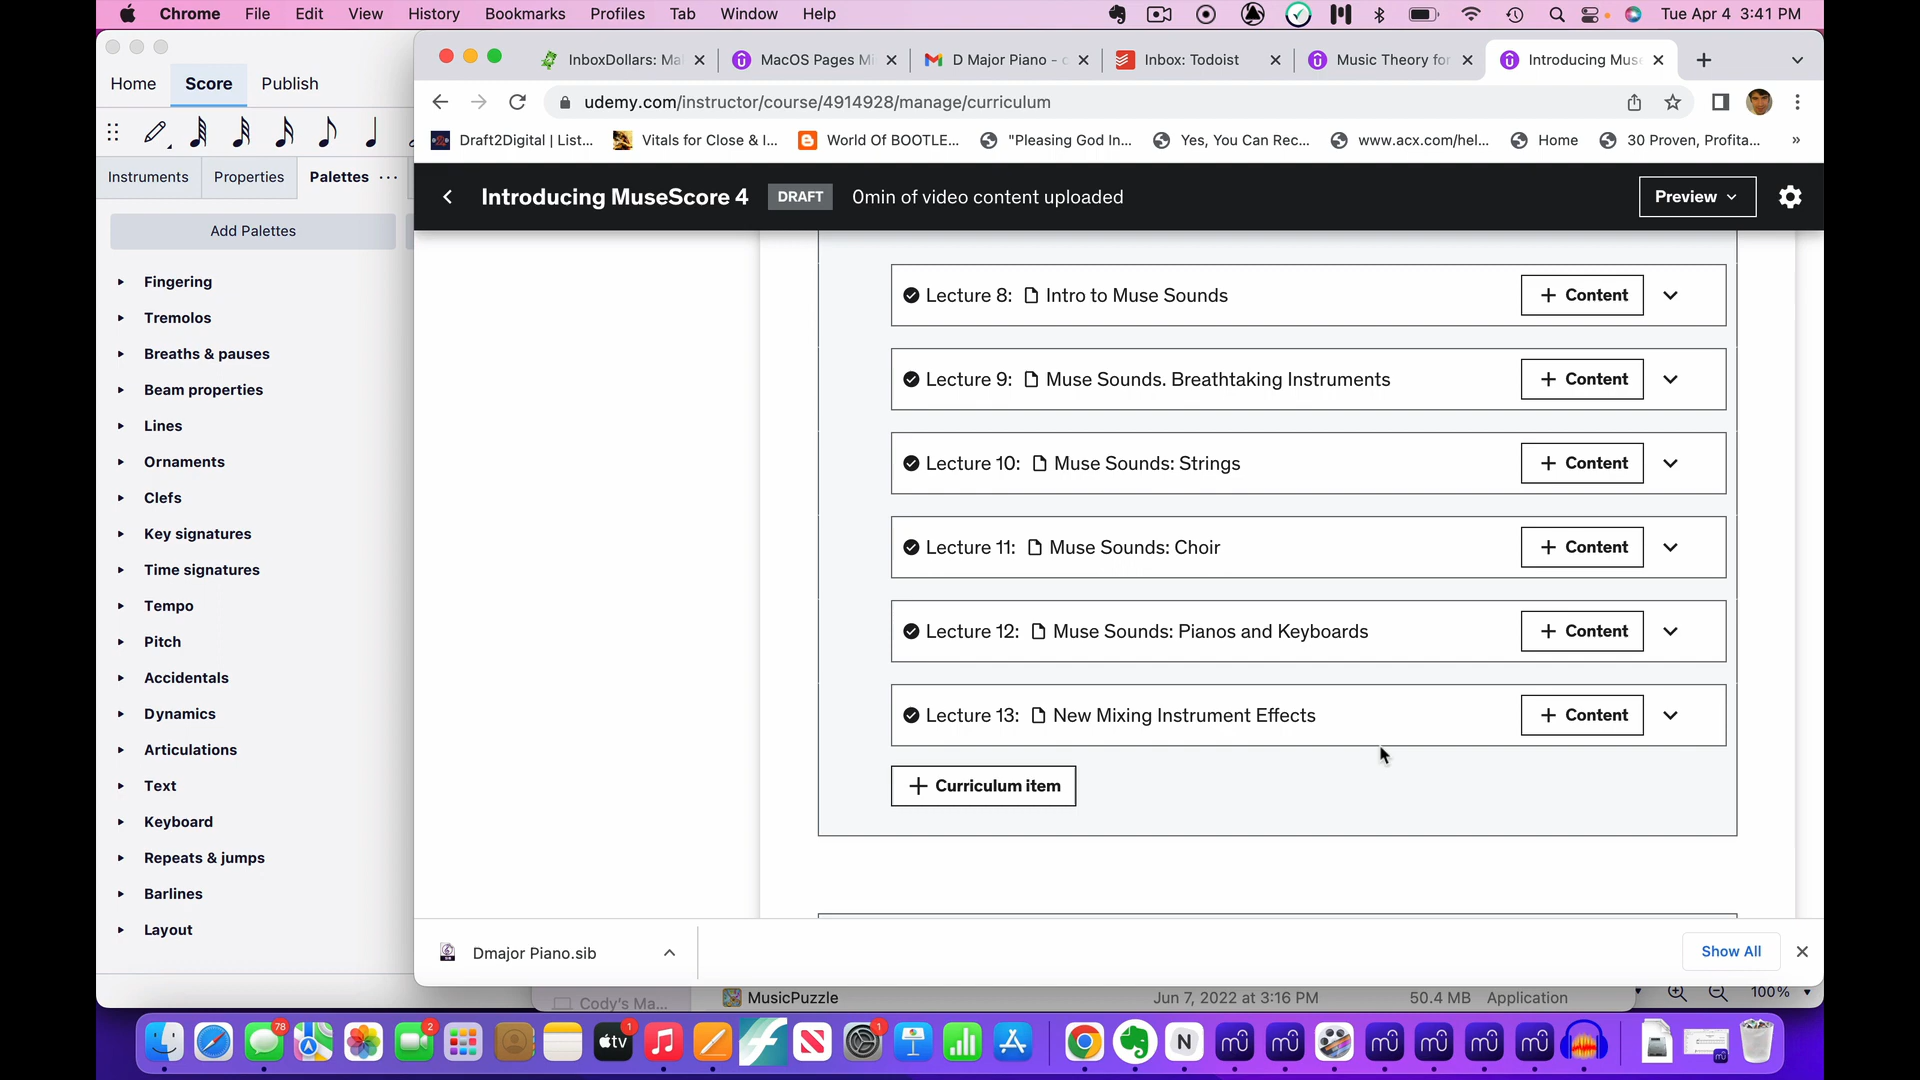 Chrome File Edit View History Bookmarks Profiles Tab Window Help Tue Apr 4 3:41 PM
InboxDollars: Mal MacOS Pages Mi D Major Piano - c Inbox: Todoist Music Theory for Introducing Muse
Home Score Publish
udemy.com/instructor/course/4914928/manage/curriculum
Draft2Digital | List... Vitals for Close & I... World Of BOOTLE... "Pleasing God In... Yes, You Can Rec... www.acx.com/hel... Home 30 Proven, Profita... »
Instruments Properties Palettes
Introducing MuseScore 4 DRAFT 0min of video content uploaded Preview
Add Palettes
Fingering
Tremolos
Breaths & pauses
Beam properties
Lines
Ornaments
Clefs
Key signatures
Time signatures
Tempo
Pitch
Accidentals
Dynamics
Articulations
Text
Keyboard
Repeats & jumps
Barlines
Layout
Lecture 8: Intro to Muse Sounds + Content
Lecture 9: Muse Sounds. Breathtaking Instruments + Content
Lecture 10: Muse Sounds: Strings + Content
Lecture 11: Muse Sounds: Choir + Content
Lecture 12: Muse Sounds: Pianos and Keyboards + Content
Lecture 13: New Mixing Instrument Effects + Content
+ Curriculum item
Dmajor Piano.sib Show All
Cody's Ma... MusicPuzzle Jun 7, 2022 at 3:16 PM 50.4 MB Application 100%
78 2 1 tv 1